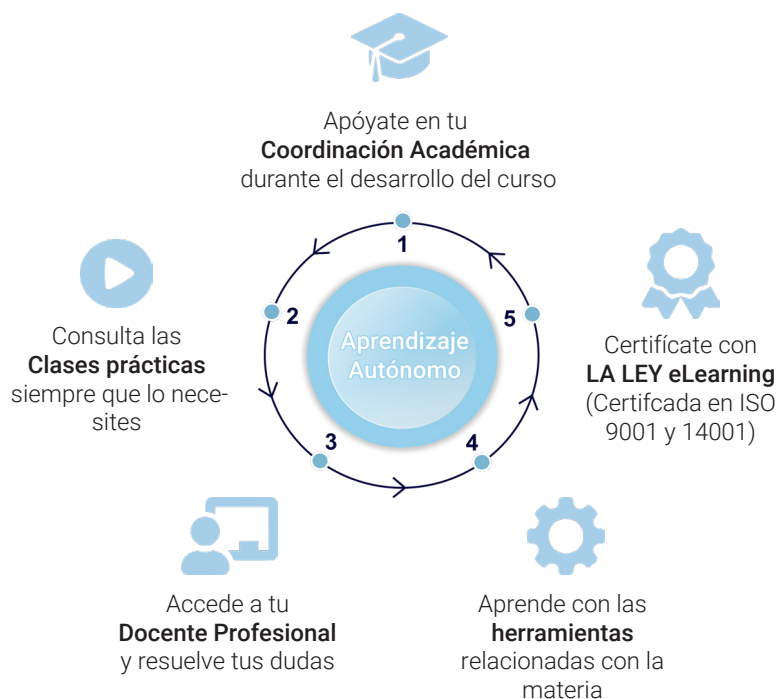 Apóyate en tu
Coordinación Académica
durante el desarrollo del curso
1
Consulta las
Clases prácticas
siempre que lo nece-
sites
2
Aprendizaje
Autónomo
5
Certifícate con
LA LEY eLearning
(Certifcada en ISO
9001 y 14001)
3
4
Accede a tu
Docente Profesional
y resuelve tus dudas
Aprende con las
herramientas
relacionadas con la
materia